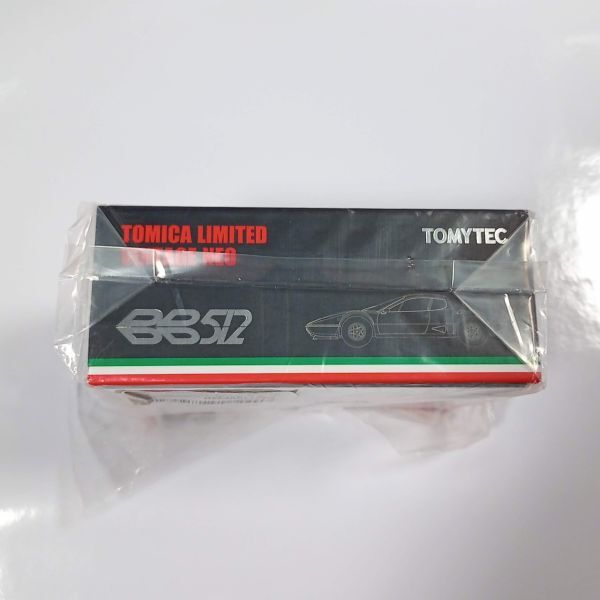 TOMICA LIMITED
VINTAGE NEO
TOMYTEC
BB512